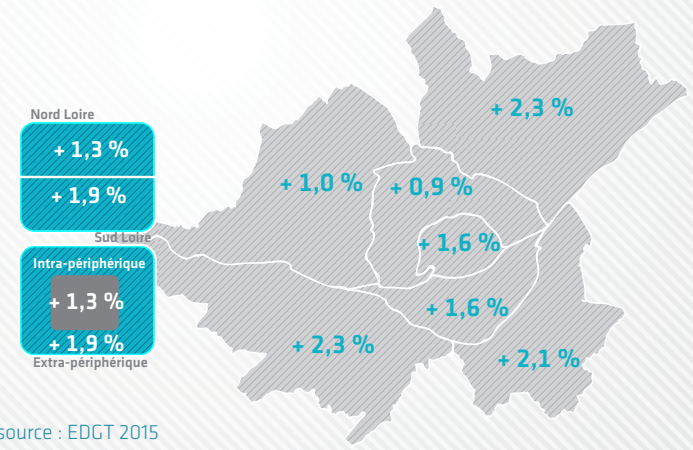 Nord Loire
+ 1,3 %
+ 1,9 %
Sud Loire
Intra-périphérique
+ 1,3 %
+ 1,9 %
Extra-périphérique
+ 2,3 %
+ 1,0 %
+ 0,9 %
+ 1,6 %
+ 1,6 %
+ 2,3 %
+ 2,1 %
source : EDGT 2015